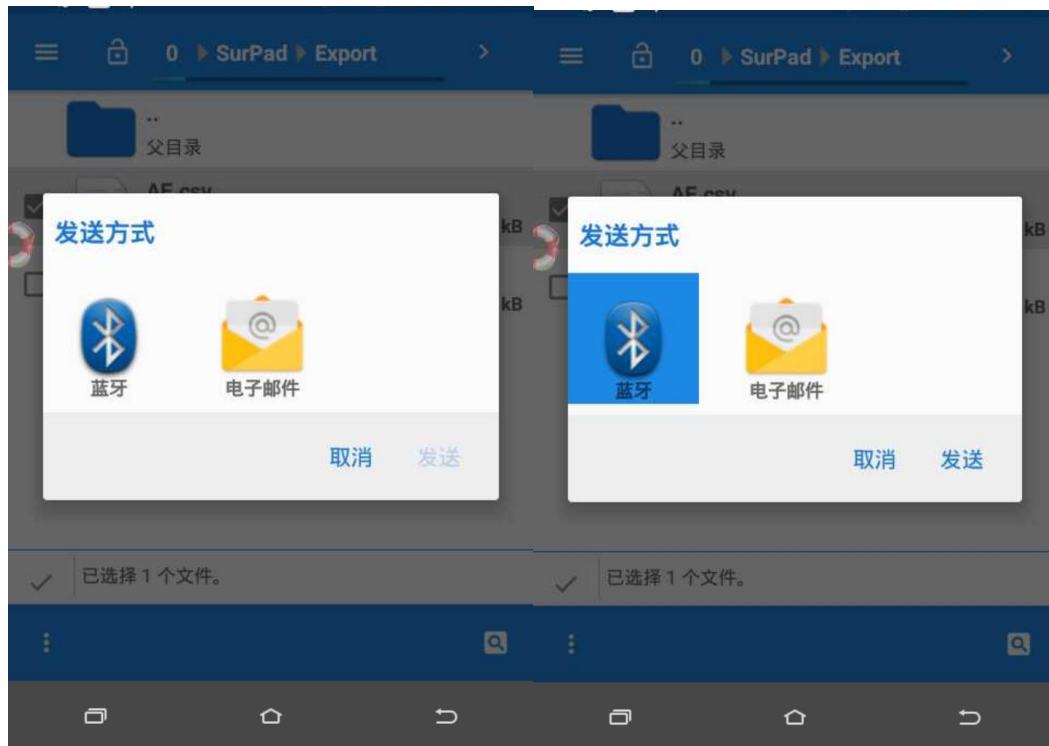 0 SurPad Export
..
父目录
AE.csv
kB
发送方式
kB
蓝牙
电子邮件
取消 发送
已选择 1 个文件。
0 SurPad Export
..
父目录
AE.csv
kB
发送方式
kB
蓝牙
电子邮件
取消 发送
已选择 1 个文件。